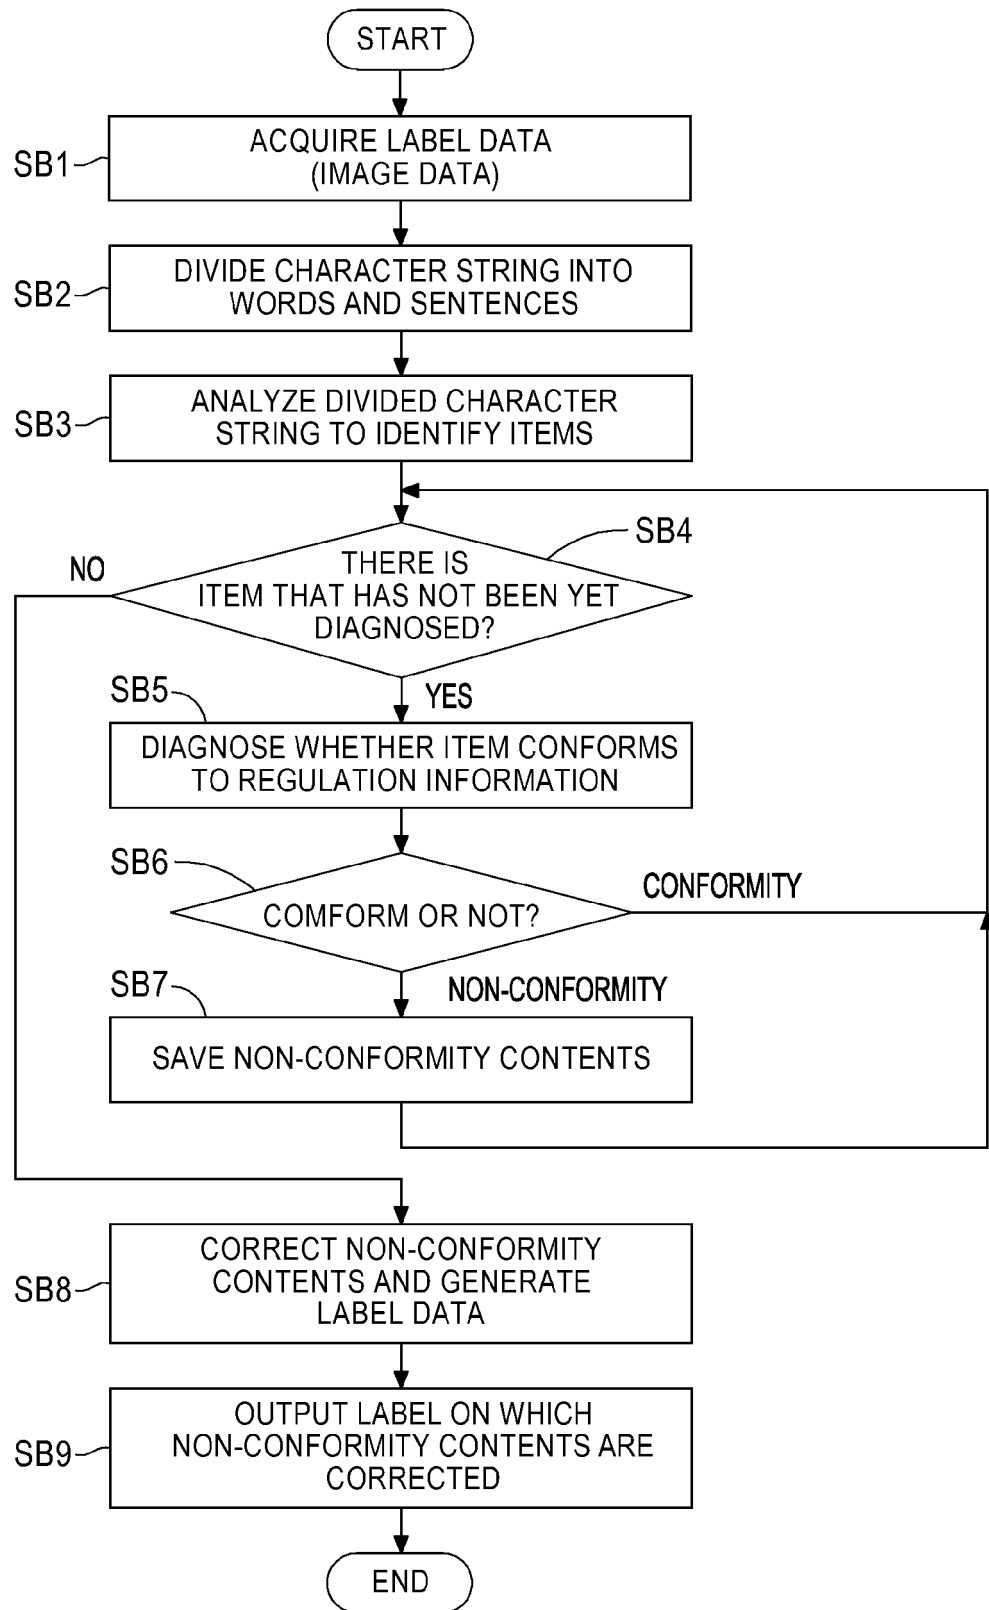 START
SB1
ACQUIRE LABEL DATA
(IMAGE DATA)
SB2
DIVIDE CHARACTER STRING INTO
WORDS AND SENTENCES
SB3
ANALYZE DIVIDED CHARACTER
STRING TO IDENTIFY ITEMS
SB4
NO
THERE IS
ITEM THAT HAS NOT BEEN YET
DIAGNOSED?
YES
SB5
DIAGNOSE WHETHER ITEM CONFORMS
TO REGULATION INFORMATION
SB6
COMFORM OR NOT?
CONFORMITY
NON-CONFORMITY
SB7
SAVE NON-CONFORMITY CONTENTS
SB8
CORRECT NON-CONFORMITY
CONTENTS AND GENERATE
LABEL DATA
SB9
OUTPUT LABEL ON WHICH
NON-CONFORMITY CONTENTS ARE
CORRECTED
END